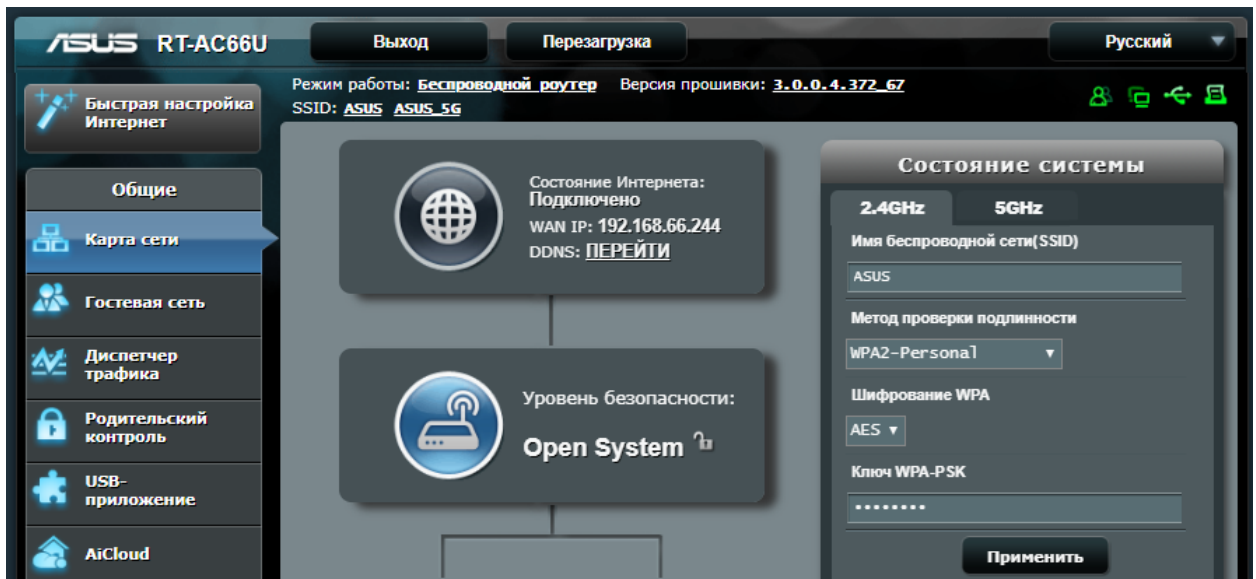 ASUS RT-AC66U
Выход
Перезагрузка
Русский
Быстрая настройка
Интернет
Режим работы: Беспроводной роутер Версия прошивки: 3.0.0.4.372_67
SSID: ASUS ASUS_5G
Общие
Карта сети
Гостевая сеть
Диспетчер
трафика
Родительский
контроль
USB-
приложение
AiCloud
Состояние Интернета:
Подключено
WAN IP: 192.168.66.244
DDNS: ПЕРЕЙТИ
Уровень безопасности:
Open System
Состояние системы
2.4GHz 5GHz
Имя беспроводной сети(SSID)
ASUS
Метод проверки подлинности
WPA2-Personal
Шифрование WPA
AES
Ключ WPA-PSK
••••••••
Применить